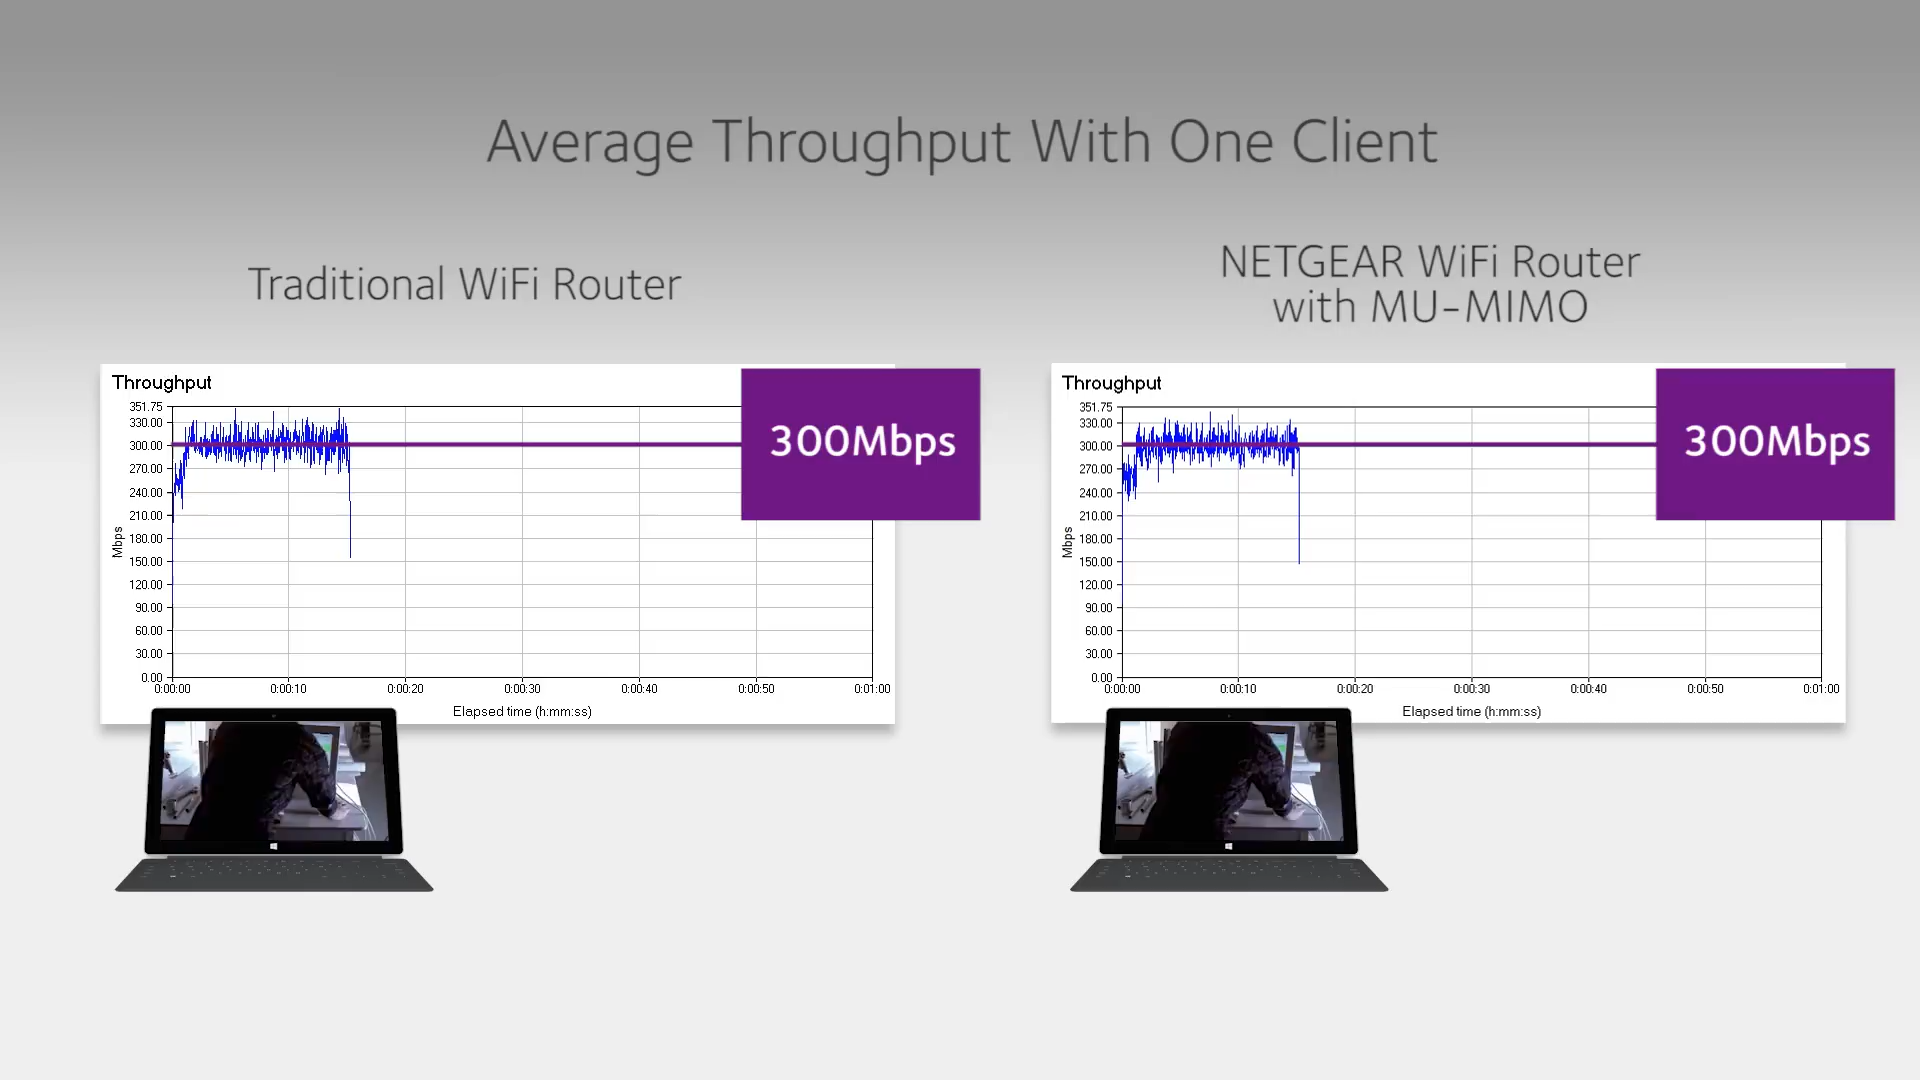 Average Throughput With One Client
Traditional WiFi Router
NETGEAR WiFi Router
with MU-MIMO
Throughput
351.75
330.00
300.00
270.00
240.00
210.00
180.00
150.00
120.00
90.00
60.00
30.00
0.00
Mbps
0:00:00 0:00:10 0:00:20 0:00:30 0:00:40 0:00:50 0:01:00
Elapsed time (h:mm:ss)
300Mbps
Throughput
351.75
330.00
300.00
270.00
240.00
210.00
180.00
150.00
120.00
90.00
60.00
30.00
0.00
Mbps
0:00:00 0:00:10 0:00:20 0:00:30 0:00:40 0:00:50 0:01:00
Elapsed time (h:mm:ss)
300Mbps